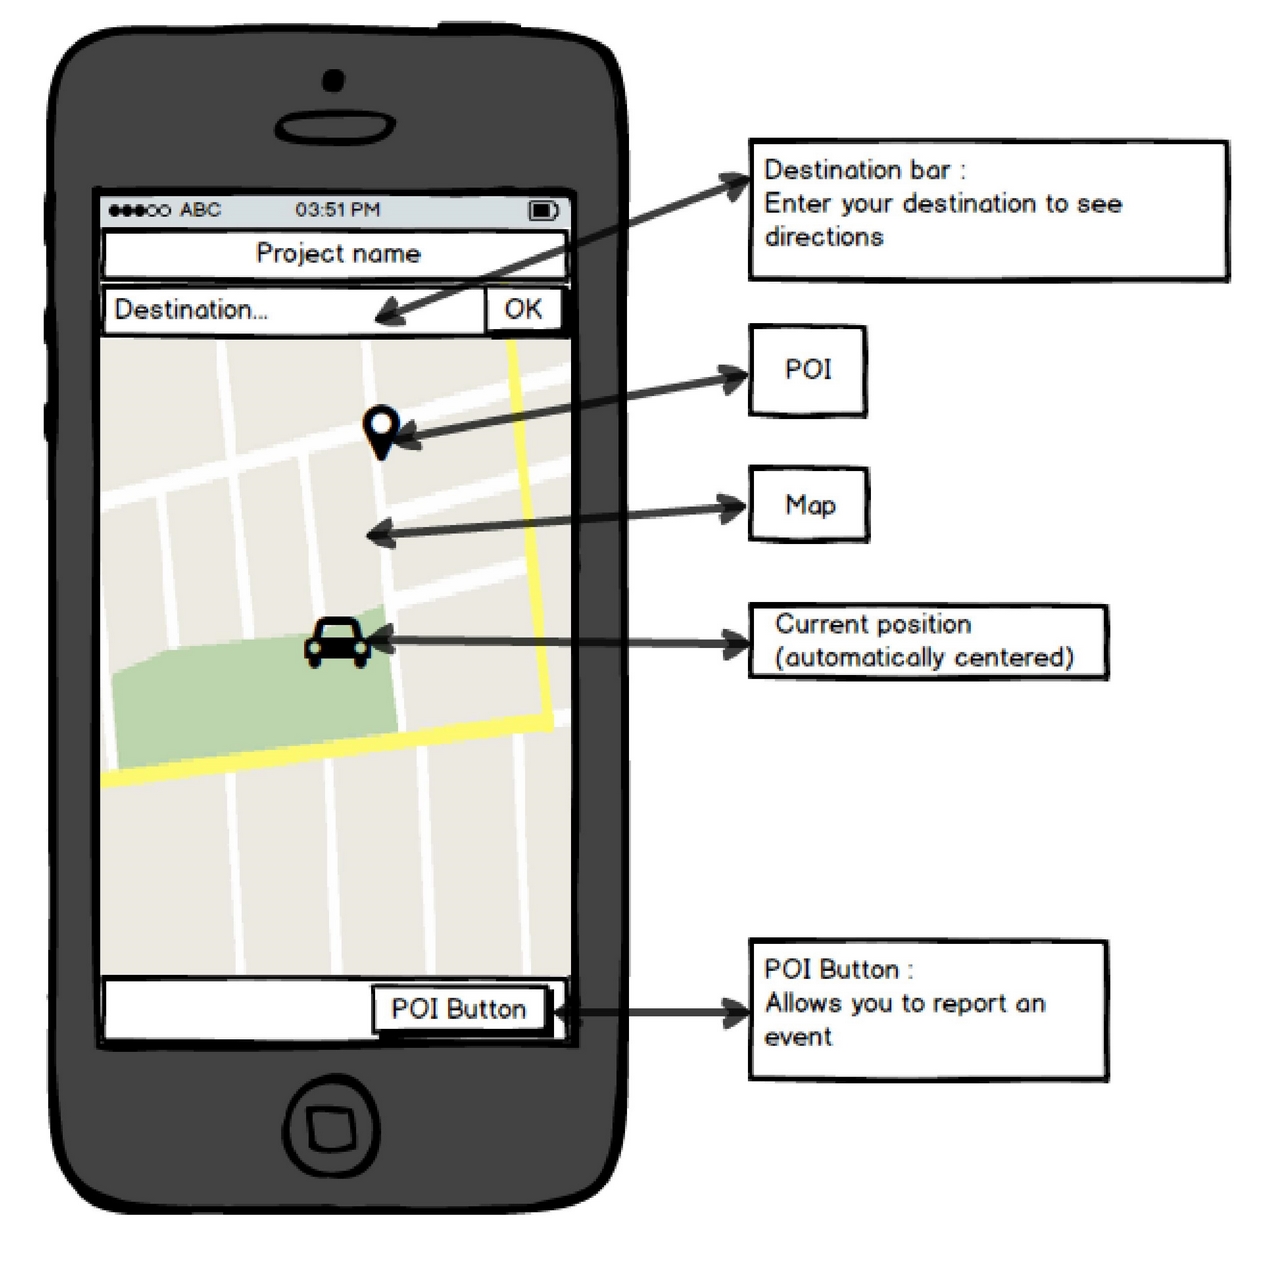 ABC 03:51 PM
Project name
Destination... OK
POI Button
Destination bar :
Enter your destination to see
directions
POI
Map
Current position
(automatically centered)
POI Button :
Allows you to report an
event